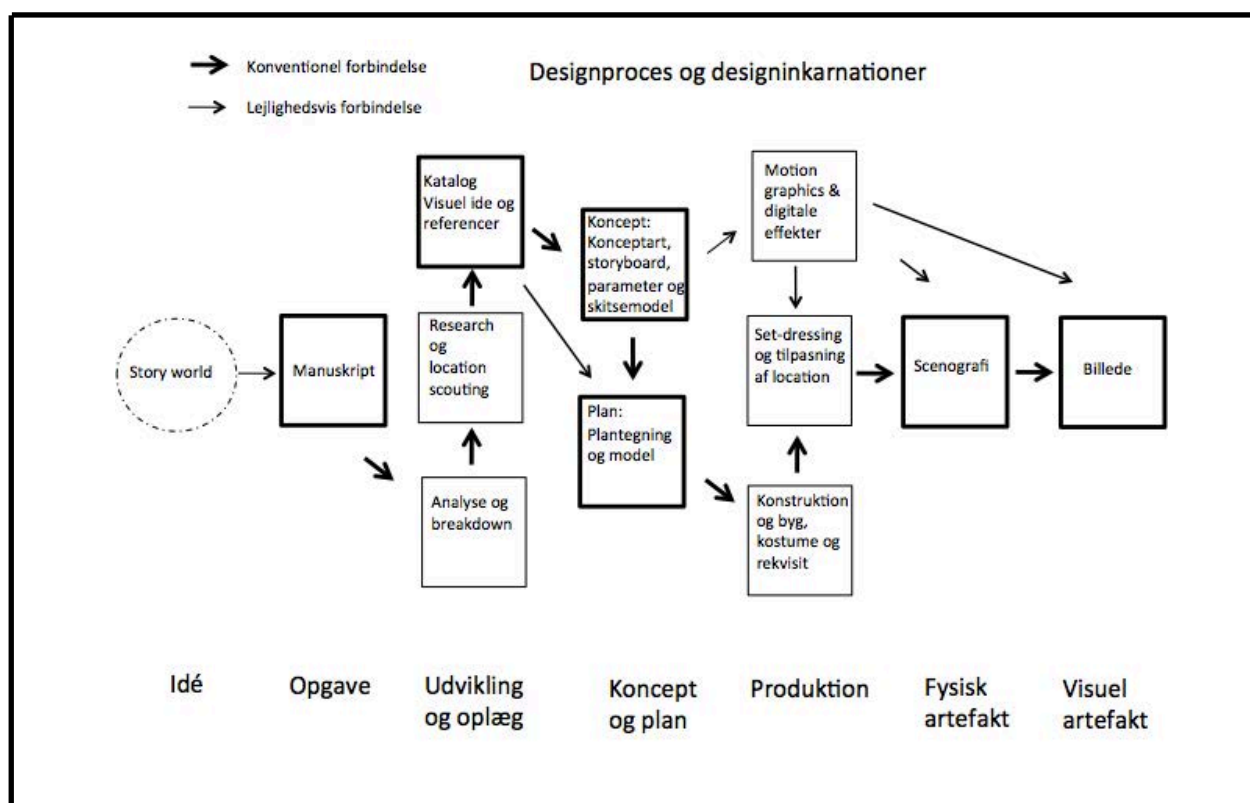 Konventionel forbindelse
Lejlighedsvis forbindelse
Designproces og designinkarnationer
Story world
Manuskript
Katalog
Visuel ide og
referencer
Research
og
location
scouting
Analyse og
breakdown
Koncept:
Konceptart,
storyboard,
parameter og
skitsemodel
Plan:
Plantegning
og model
Motion
graphics &
digitale
effekter
Set-dressing
og tilpasning
af location
Konstruktion
og byg,
kostume og
rekvisit
Scenografi
Billede
Idé
Opgave
Udvikling
og oplæg
Koncept
og plan
Produktion
Fysisk
artefakt
Visuel
artefakt